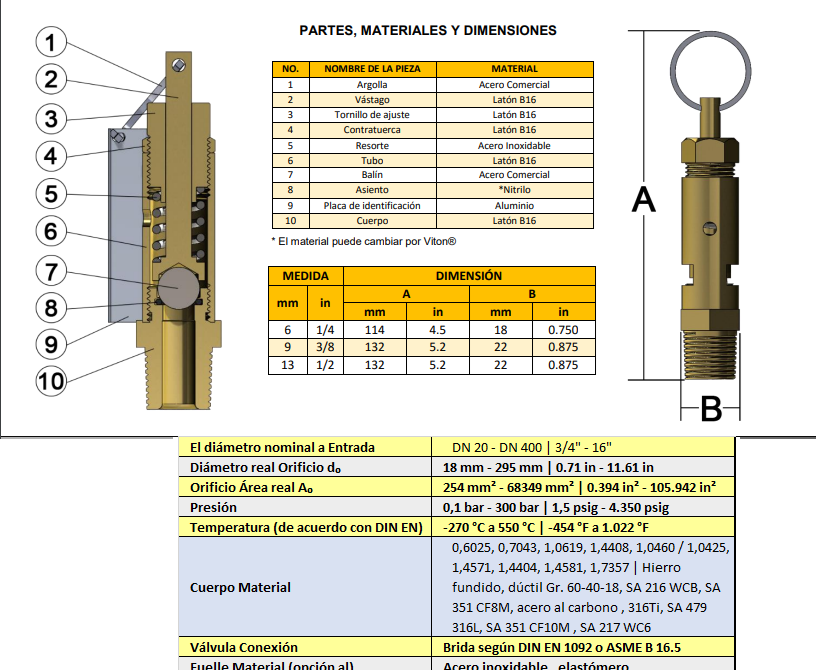 PARTES, MATERIALES Y DIMENSIONES
1
2
3
4
5
6
7
8
9
10
NO. NOMBRE DE LA PIEZA MATERIAL
1 Argolla Acero Comercial
2 Vástago Latón B16
3 Tornillo de ajuste Latón B16
4 Contratuerca Latón B16
5 Resorte Acero Inoxidable
6 Tubo Latón B16
7 Balín Acero Comercial
8 Asiento *Nitrilo
9 Placa de identificación Aluminio
10 Cuerpo Latón B16
* El material puede cambiar por Viton®
MEDIDA DIMENSIÓN
mm in A B
mm in mm in
6 1/4 114 4.5 18 0.750
9 3/8 132 5.2 22 0.875
13 1/2 132 5.2 22 0.875
A
B
El diámetro nominal a Entrada DN 20 - DN 400 | 3/4" - 16"
Diámetro real Orificio d₀ 18 mm - 295 mm | 0.71 in - 11.61 in
Orificio Área real A₀ 254 mm² - 68349 mm² | 0.394 in² - 105.942 in²
Presión 0,1 bar - 300 bar | 1,5 psig - 4.350 psig
Temperatura (de acuerdo con DIN EN) -270 °C a 550 °C | -454 °F a 1.022 °F
Cuerpo Material
0,6025, 0,7043, 1,0619, 1,4408, 1,0460 / 1,0425,
1,4571, 1,4404, 1,4581, 1,7357 | Hierro
fundido, dúctil Gr. 60-40-18, SA 216 WCB, SA
351 CF8M, acero al carbono , 316Ti, SA 479
316L, SA 351 CF10M , SA 217 WC6
Válvula Conexión Brida según DIN EN 1092 o ASME B 16.5
Fuelle Material (opción al) Acero inoxidable , elastómero